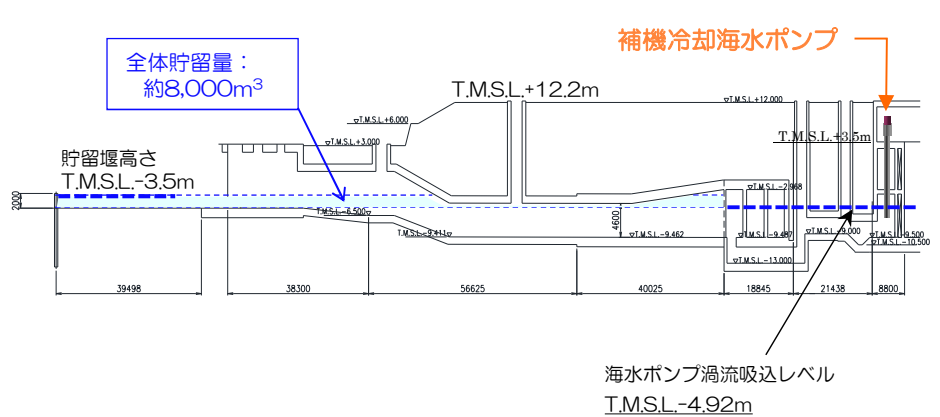 補機冷却海水ポンプ
全体貯留量：
約8,000m³
T.M.S.L.+12.2m
▽T.M.S.L.+12.000
▽T.M.S.L.+6.000
T.M.S.L.+3.5m
▽T.M.S.L.+3.000
貯留堰高さ
T.M.S.L.-3.5m
▽T.M.S.L.-2.968
2000
T.M.S.L.-6.500▽
4600
T.M.S.L.-9.411▽
▽T.M.S.L.-9.462
▽T.M.S.L.-9.487
▽T.M.S.L.-9.000
▽T.M.S.L.-9.500
▽T.M.S.L.-10.500
▽T.M.S.L.-13.000
39498
38300
56625
40025
18845
21438
8800
海水ポンプ渦流吸込レベル
T.M.S.L.-4.92m